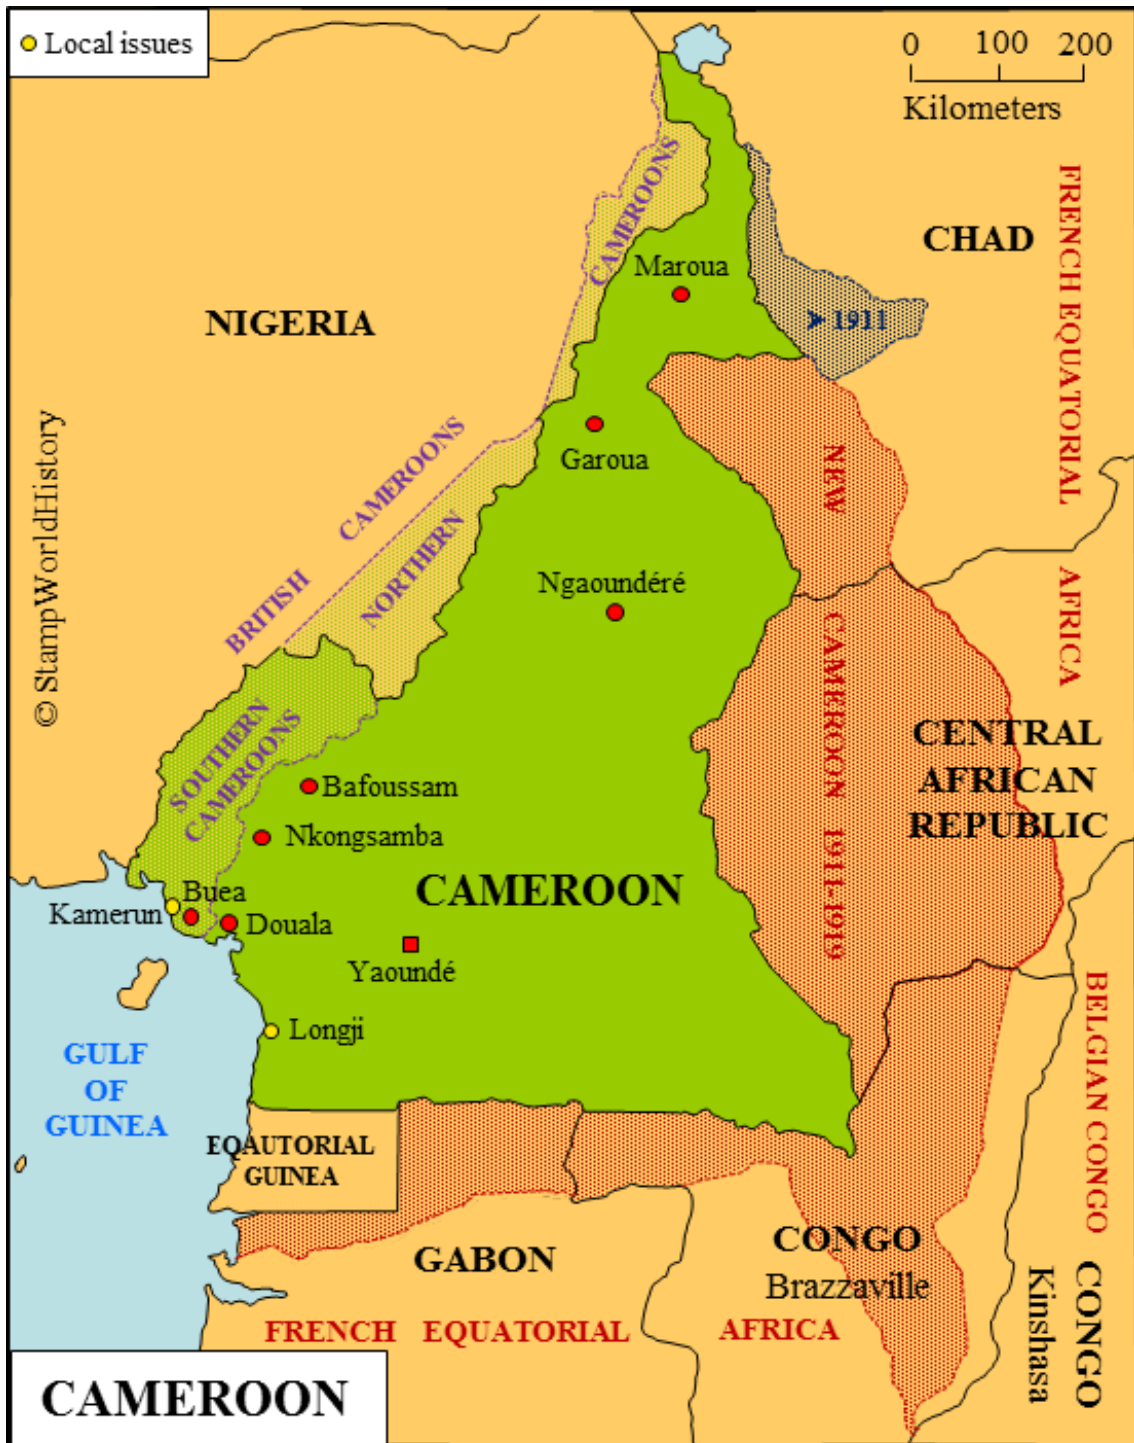 Local issues
0 100 200
Kilometers
FRENCH EQUATORIAL AFRICA
CHAD
CAMEROONS
Maroua
NIGERIA
➤ 1911
© StampWorldHistory
Garoua
BRITISH CAMEROONS
NORTHERN
NEW CAMEROON 1911-1919
Ngaoundéré
SOUTHERN
CAMEROONS
CENTRAL
AFRICAN
REPUBLIC
Bafoussam
Nkongsamba
CAMEROON
Buea
Kamerun
Douala
Yaoundé
Longji
GULF
OF
GUINEA
BELGIAN CONGO
EQAUTORIAL
GUINEA
GABON
CONGO
Brazzaville
CONGO
Kinshasa
FRENCH EQUATORIAL AFRICA
CAMEROON